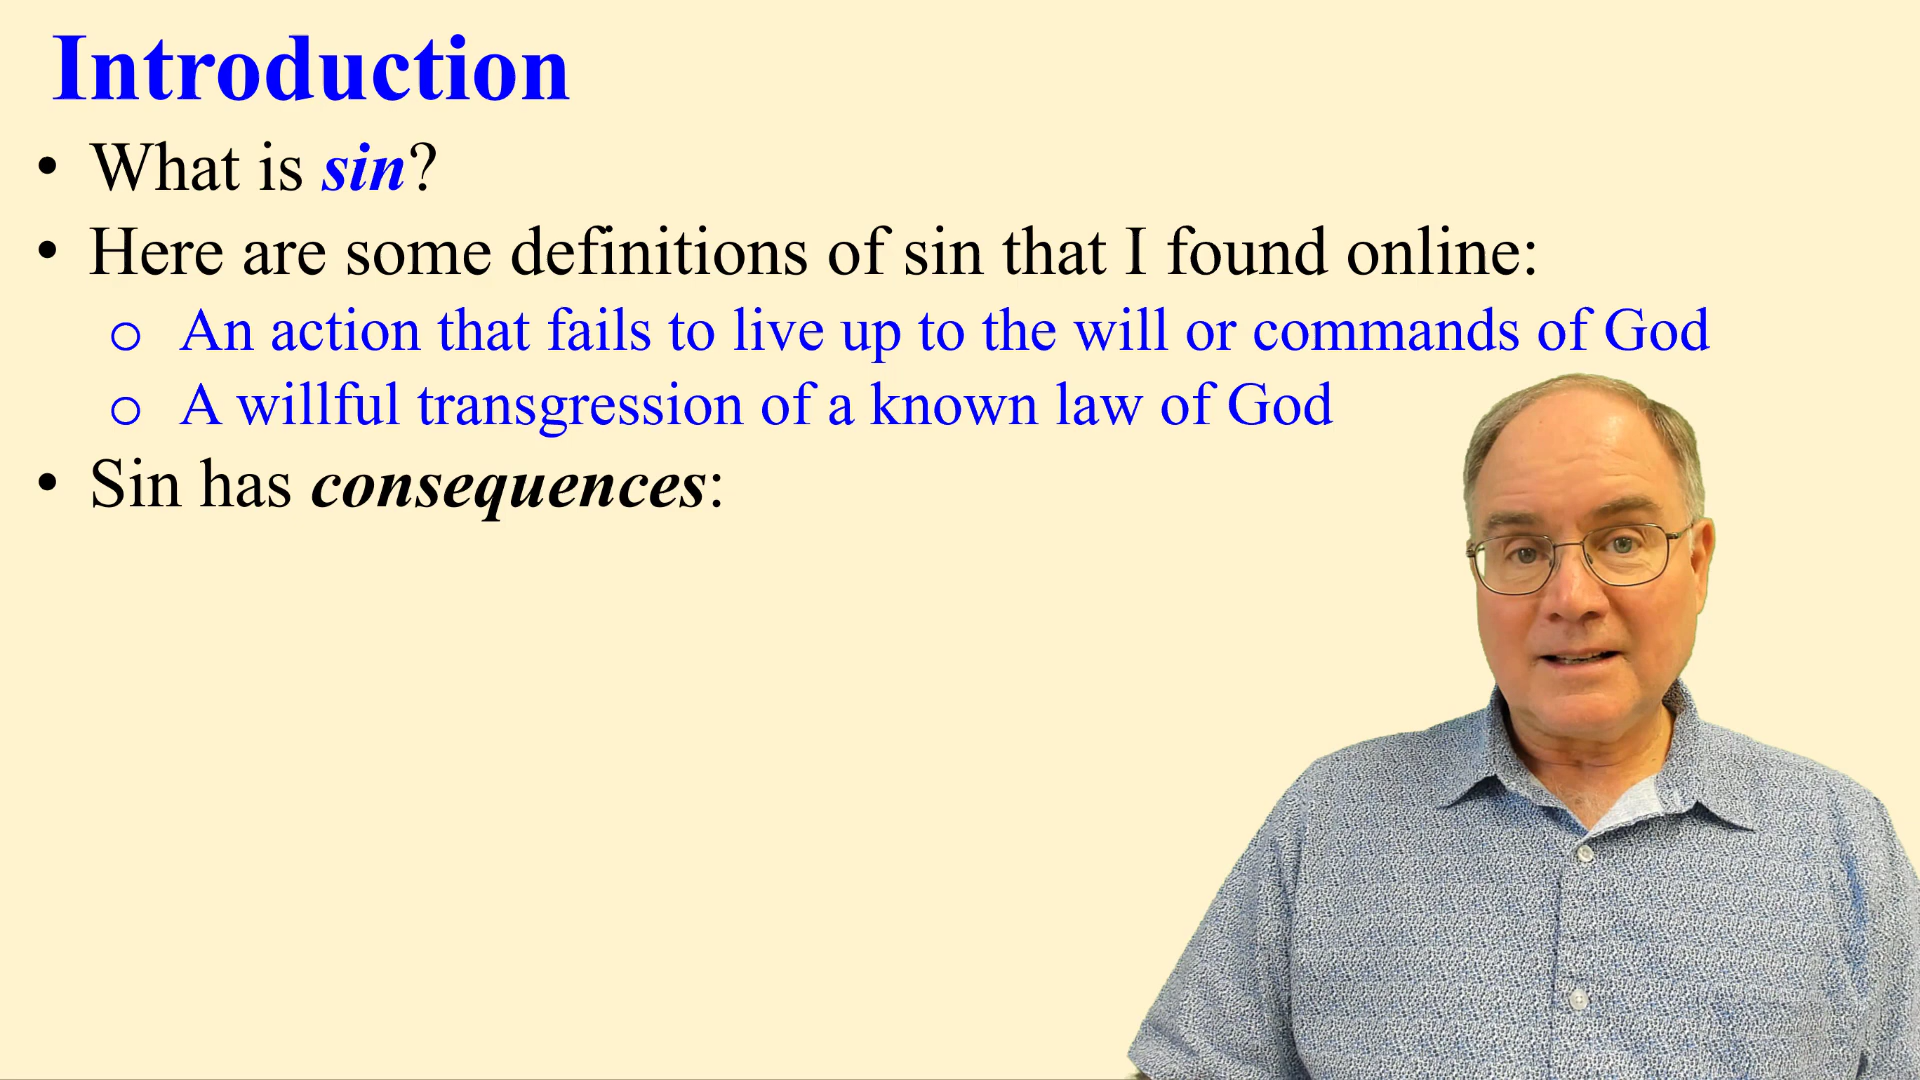 Introduction
• What is sin?
• Here are some definitions of sin that I found online:
o An action that fails to live up to the will or commands of God
o A willful transgression of a known law of God
• Sin has consequences: